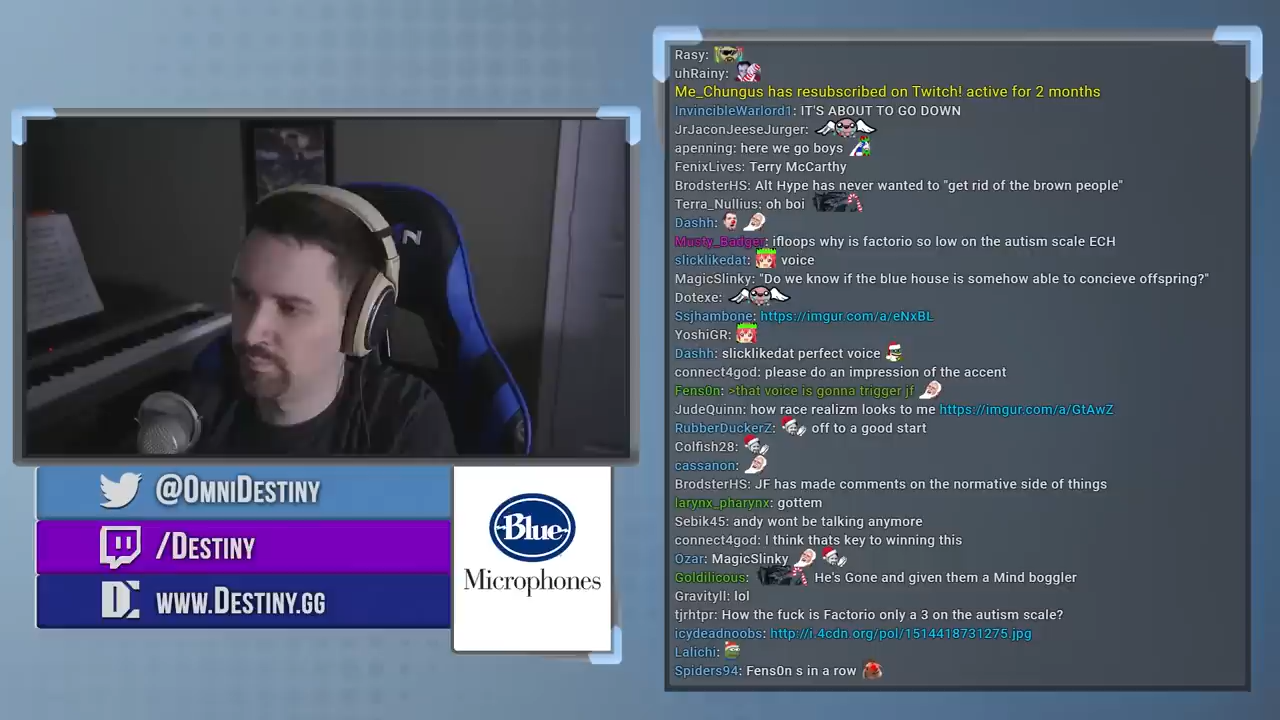 Rasy:
uhRainy:
Me_Chungus has resubscribed on Twitch! active for 2 months
InvincibleWarlord1: IT'S ABOUT TO GO DOWN
JrJaconJeeseJurger:
apenning: here we go boys
FenixLives: Terry McCarthy
BrodsterHS: Alt Hype has never wanted to "get rid of the brown people"
Terra_Nullius: oh boi
Dashh:
Musty_Badger: ifloops why is factorio so low on the autism scale ECH
slicklikedat: voice
MagicSlinky: "Do we know if the blue house is somehow able to concieve offspring?"
Dotexe:
Ssjhambone: https://imgur.com/a/eNxBL
YoshiGR:
Dashh: slicklikedat perfect voice
connect4god: please do an impression of the accent
Fens0n: >that voice is gonna trigger jf
JudeQuinn: how race realizm looks to me https://imgur.com/a/GtAwZ
RubberDuckerZ: off to a good start
Colfish28:
cassanon:
BrodsterHS: JF has made comments on the normative side of things
larynx_pharynx: gottem
Sebik45: andy wont be talking anymore
connect4god: I think thats key to winning this
Ozar: MagicSlinky
Goldilicous: He's Gone and given them a Mind boggler
Gravityll: lol
tjrhtpr: How the fuck is Factorio only a 3 on the autism scale?
icydeadnoobs: http://i.4cdn.org/pol/1514418731275.jpg
Lalichi:
Spiders94: Fens0n s in a row
@OmniDestiny
/Destiny
www.Destiny.gg
Blue
Microphones